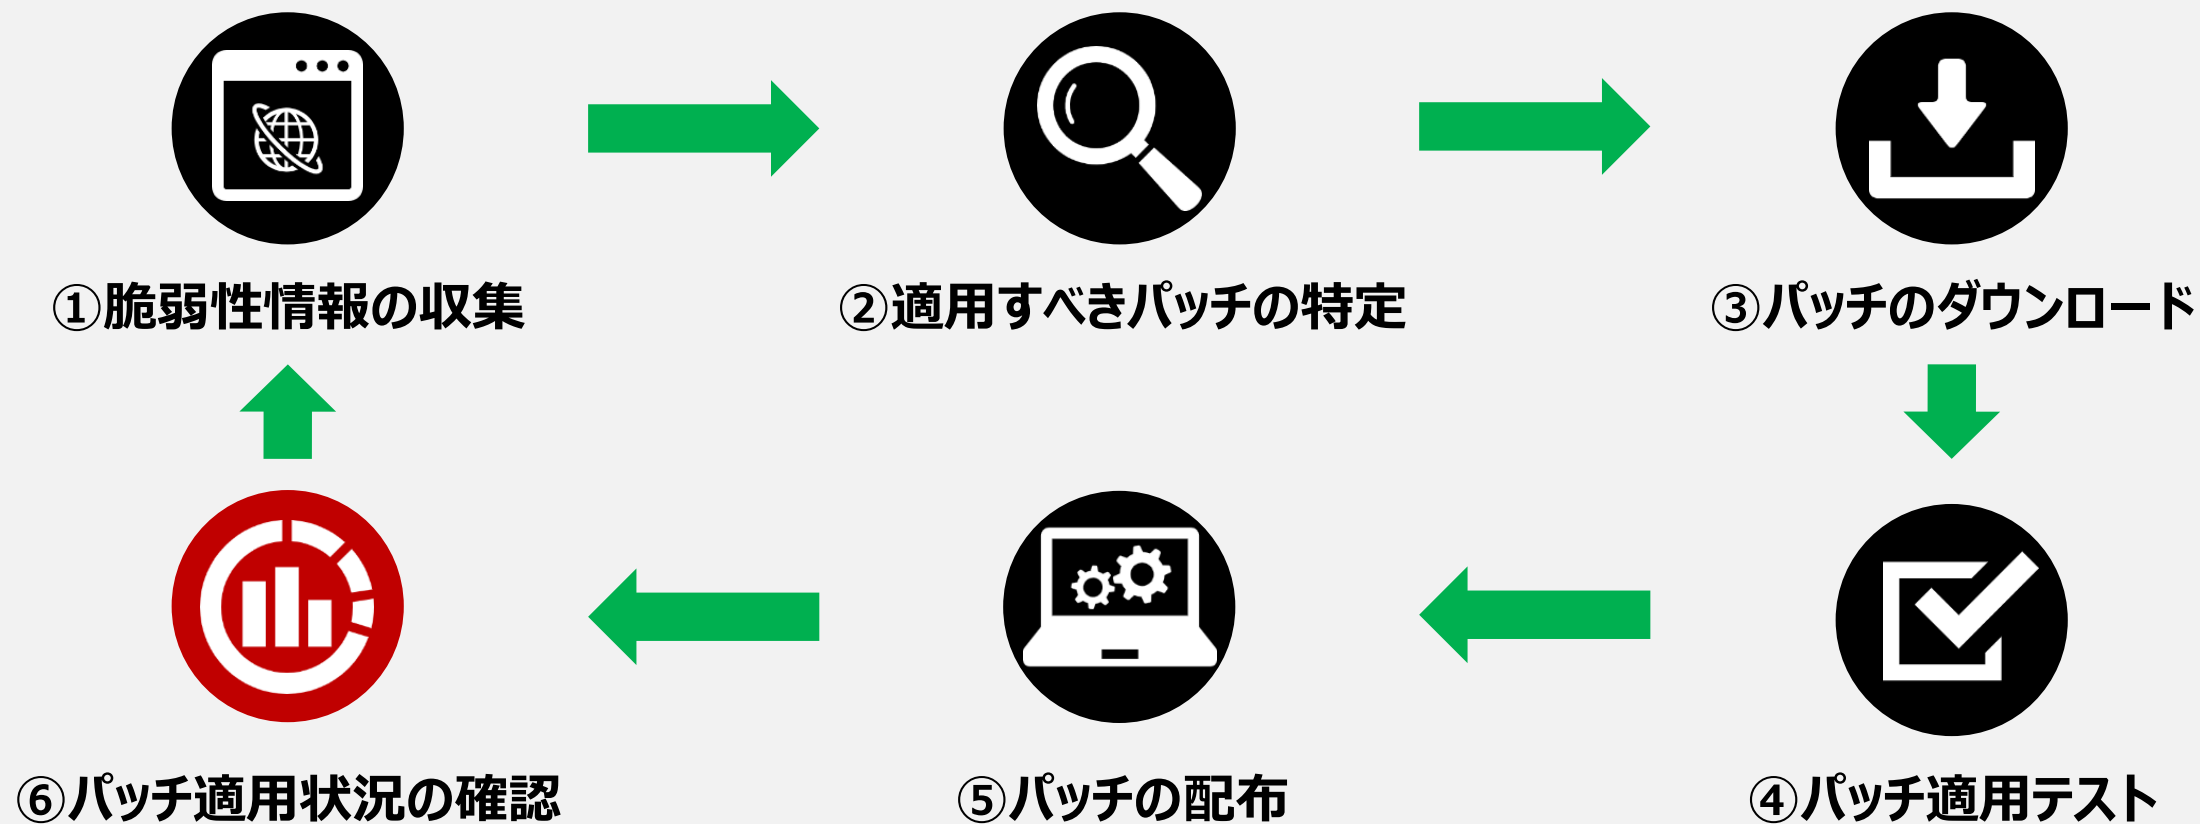 ①脆弱性情報の収集
②適用すべきパッチの特定
③パッチのダウンロード
⑥パッチ適用状況の確認
⑤パッチの配布
④パッチ適用テスト